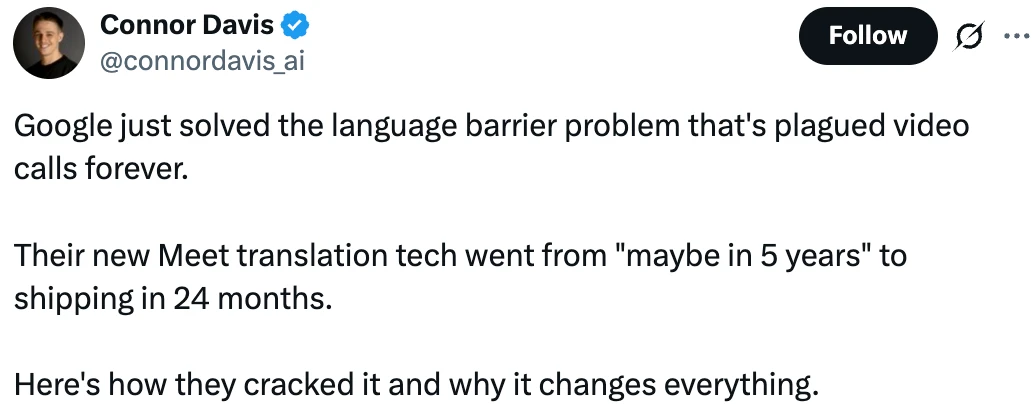 Connor Davis
@connordavis_ai
Follow
Google just solved the language barrier problem that's plagued video
calls forever.
Their new Meet translation tech went from "maybe in 5 years" to
shipping in 24 months.
Here's how they cracked it and why it changes everything.